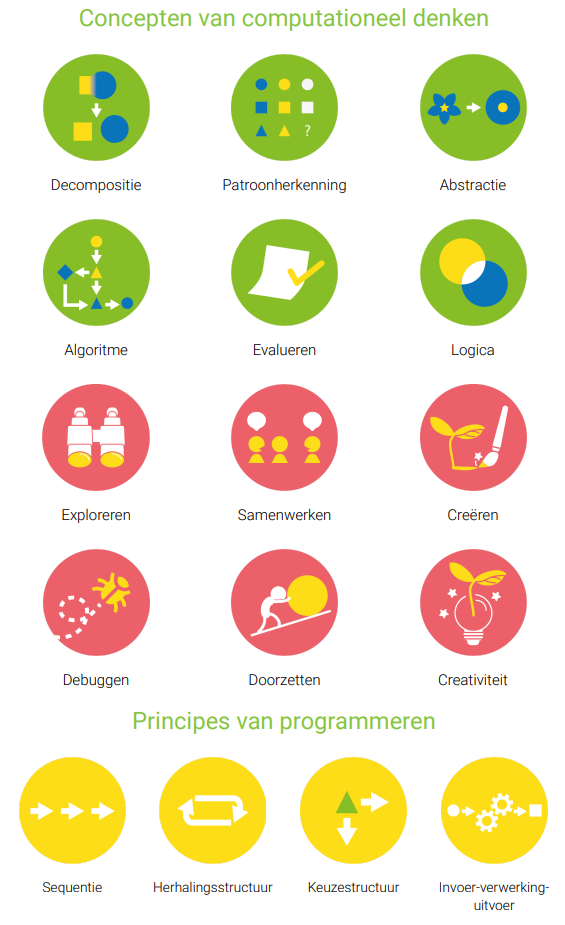 Concepten van computationeel denken
?
Decompositie
Patroonherkenning
Abstractie
Algoritme
Evalueren
Logica
Exploreren
Samenwerken
Creëren
Debuggen
Doorzetten
Creativiteit
Principes van programmeren
Sequentie
Herhalingsstructuur
Keuzestructuur
Invoer-verwerking-
uitvoer